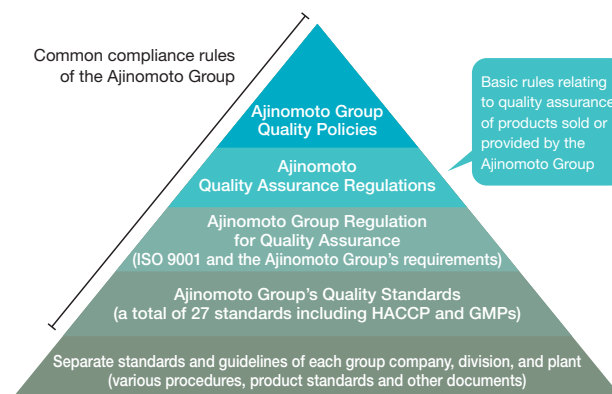 Common compliance rules
of the Ajinomoto Group
Ajinomoto Group
Quality Policies
Basic rules relating
to quality assurance
of products sold or
provided by the
Ajinomoto Group
Ajinomoto
Quality Assurance Regulations
Ajinomoto Group Regulation
for Quality Assurance
(ISO 9001 and the Ajinomoto Group's requirements)
Ajinomoto Group's Quality Standards
(a total of 27 standards including HACCP and GMPs)
Separate standards and guidelines of each group company, division, and plant
(various procedures, product standards and other documents)